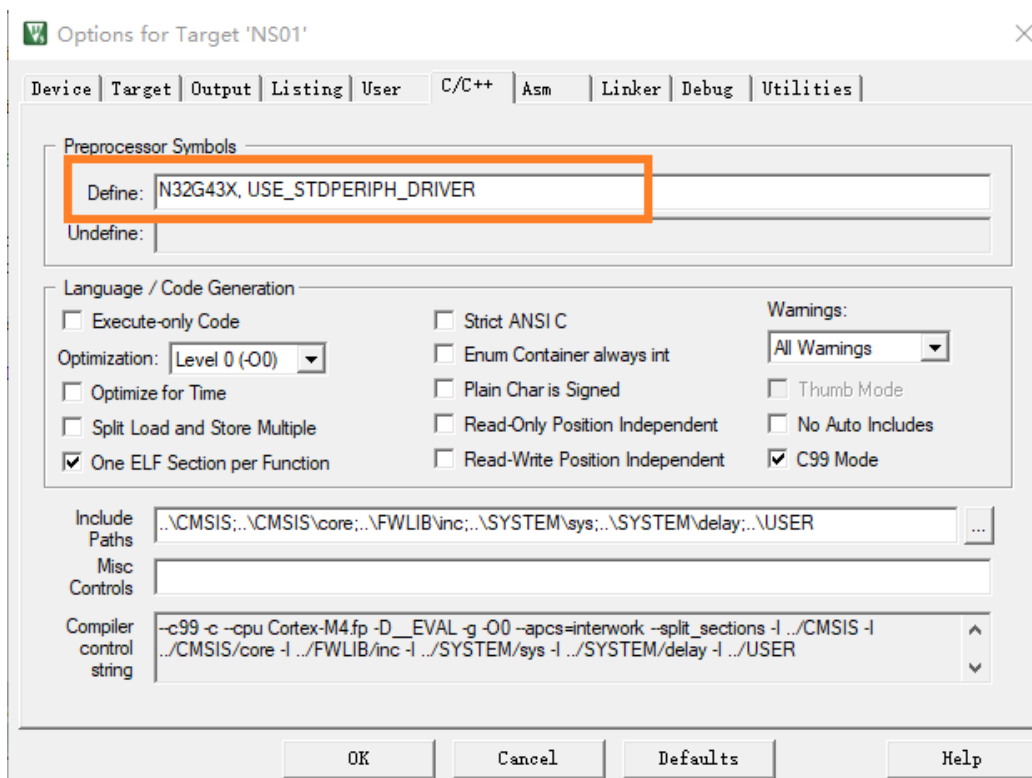 Options for Target 'NS01'
Device Target Output Listing User C/C++ Asm Linker Debug Utilities
Preprocessor Symbols
Define: N32G43X, USE_STDPERIPH_DRIVER
Undefine:
Language / Code Generation
Execute-only Code Strict ANSI C Warnings:
Optimization: Level 0 (-O0) Enum Container always int All Warnings
Optimize for Time Plain Char is Signed Thumb Mode
Split Load and Store Multiple Read-Only Position Independent No Auto Includes
One ELF Section per Function Read-Write Position Independent C99 Mode
Include Paths ..\CMSIS;..\CMSIS\core;..\FWLIB\inc;..\SYSTEM\sys;..\SYSTEM\delay;..\USER ...
Misc Controls
Compiler control string --c99 -c --cpu Cortex-M4.fp -D__EVAL -g -O0 --apcs=interwork --split_sections -I ../CMSIS -I
../CMSIS/core -I ../FWLIB/inc -I ../SYSTEM/sys -I ../SYSTEM/delay -I ../USER
OK Cancel Defaults Help